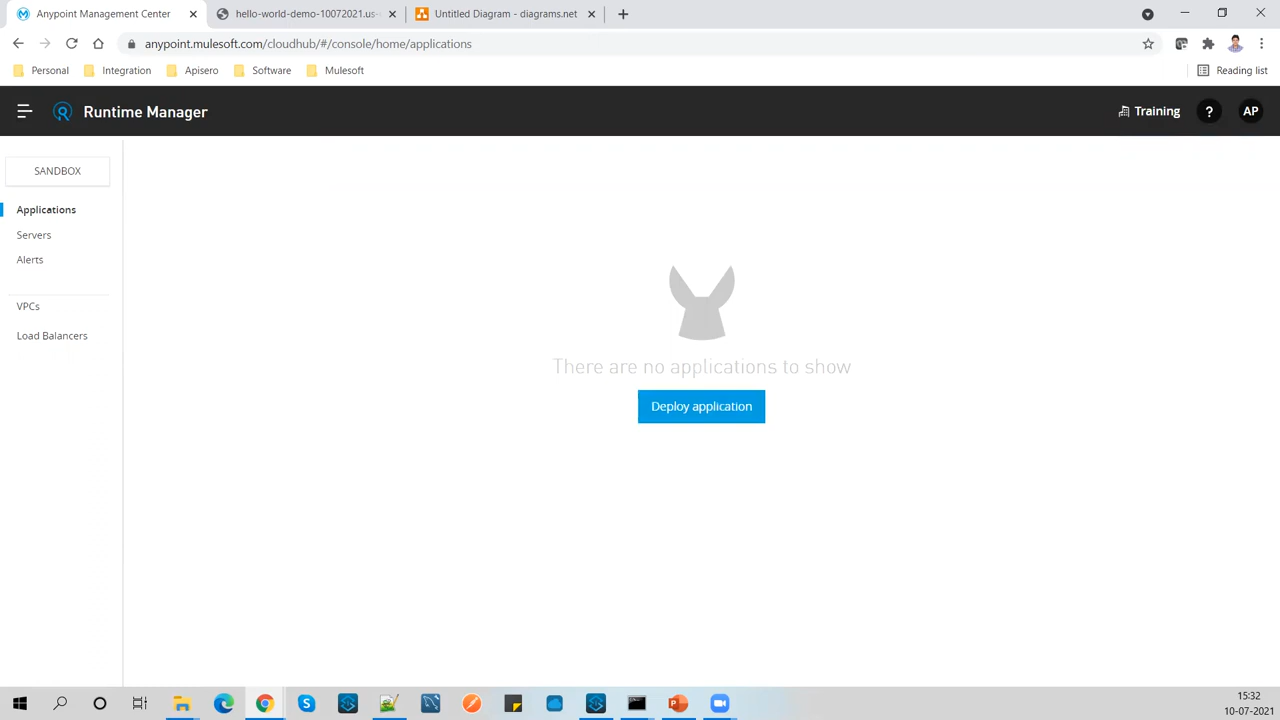 Anypoint Management Center
hello-world-demo-10072021.us-
Untitled Diagram - diagrams.net
anypoint.mulesoft.com/cloudhub/#/console/home/applications
Personal
Integration
Apisero
Software
Mulesoft
Reading list
Runtime Manager
Training
?
AP
SANDBOX
Applications
Servers
Alerts
VPCs
Load Balancers
There are no applications to show
Deploy application
15:32
10-07-2021